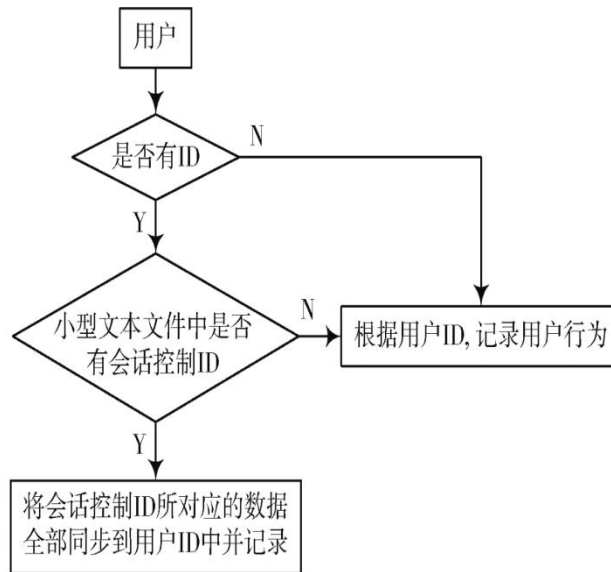 用户
是否有ID
N
Y
小型文本文件中是否
有会话控制ID
N
根据用户ID, 记录用户行为
Y
将会话控制ID所对应的数据
全部同步到用户ID中并记录